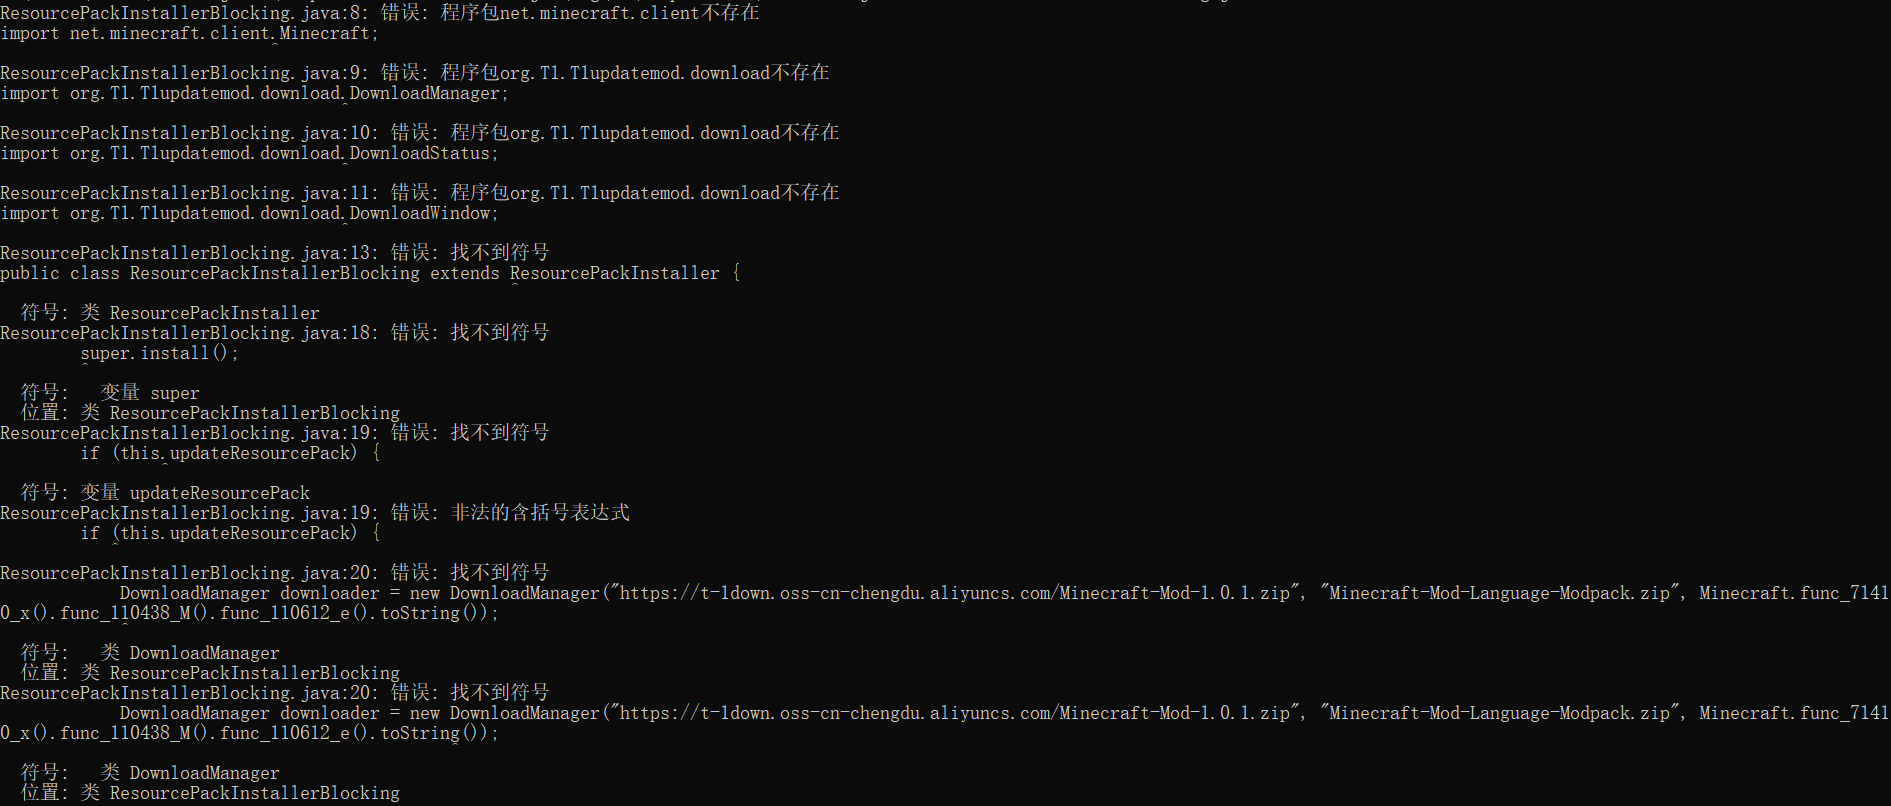 ResourcePackInstallerBlocking.java:8: 错误: 程序包net.minecraft.client不存在
import net.minecraft.client.Minecraft;
^
ResourcePackInstallerBlocking.java:9: 错误: 程序包org.Tl.Tlupdatemod.download不存在
import org.Tl.Tlupdatemod.download.DownloadManager;
^
ResourcePackInstallerBlocking.java:10: 错误: 程序包org.Tl.Tlupdatemod.download不存在
import org.Tl.Tlupdatemod.download.DownloadStatus;
^
ResourcePackInstallerBlocking.java:11: 错误: 程序包org.Tl.Tlupdatemod.download不存在
import org.Tl.Tlupdatemod.download.DownloadWindow;
^
ResourcePackInstallerBlocking.java:13: 错误: 找不到符号
public class ResourcePackInstallerBlocking extends ResourcePackInstaller {
^
符号: 类 ResourcePackInstaller
ResourcePackInstallerBlocking.java:18: 错误: 找不到符号
super.install();
^
符号:   变量 super
位置: 类 ResourcePackInstallerBlocking
ResourcePackInstallerBlocking.java:19: 错误: 找不到符号
if (this.updateResourcePack) {
^
符号: 变量 updateResourcePack
ResourcePackInstallerBlocking.java:19: 错误: 非法的含括号表达式
if (this.updateResourcePack) {
^
ResourcePackInstallerBlocking.java:20: 错误: 找不到符号
DownloadManager downloader = new DownloadManager("https://t-ldown.oss-cn-chengdu.aliyuncs.com/Minecraft-Mod-1.0.1.zip", "Minecraft-Mod-Language-Modpack.zip", Minecraft.func_7141
0_x().func_110438_M().func_110612_e().toString());
^
符号:   类 DownloadManager
位置: 类 ResourcePackInstallerBlocking
ResourcePackInstallerBlocking.java:20: 错误: 找不到符号
DownloadManager downloader = new DownloadManager("https://t-ldown.oss-cn-chengdu.aliyuncs.com/Minecraft-Mod-1.0.1.zip", "Minecraft-Mod-Language-Modpack.zip", Minecraft.func_7141
0_x().func_110438_M().func_110612_e().toString());
^
符号:   类 DownloadManager
位置: 类 ResourcePackInstallerBlocking